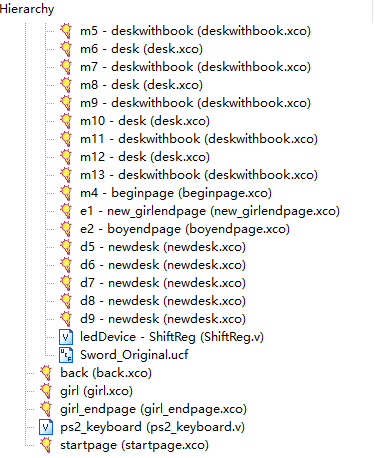 Hierarchy
m5 - deskwithbook (deskwithbook.xco)
m6 - desk (desk.xco)
m7 - deskwithbook (deskwithbook.xco)
m8 - desk (desk.xco)
m9 - deskwithbook (deskwithbook.xco)
m10 - desk (desk.xco)
m11 - deskwithbook (deskwithbook.xco)
m12 - desk (desk.xco)
m13 - deskwithbook (deskwithbook.xco)
m4 - beginpage (beginpage.xco)
e1 - new_girlendpage (new_girlendpage.xco)
e2 - boyendpage (boyendpage.xco)
d5 - newdesk (newdesk.xco)
d6 - newdesk (newdesk.xco)
d7 - newdesk (newdesk.xco)
d8 - newdesk (newdesk.xco)
d9 - newdesk (newdesk.xco)
V ledDevice - ShiftReg (ShiftReg.v)
UCF Sword_Original.ucf
back (back.xco)
girl (girl.xco)
girl_endpage (girl_endpage.xco)
V ps2_keyboard (ps2_keyboard.v)
startpage (startpage.xco)